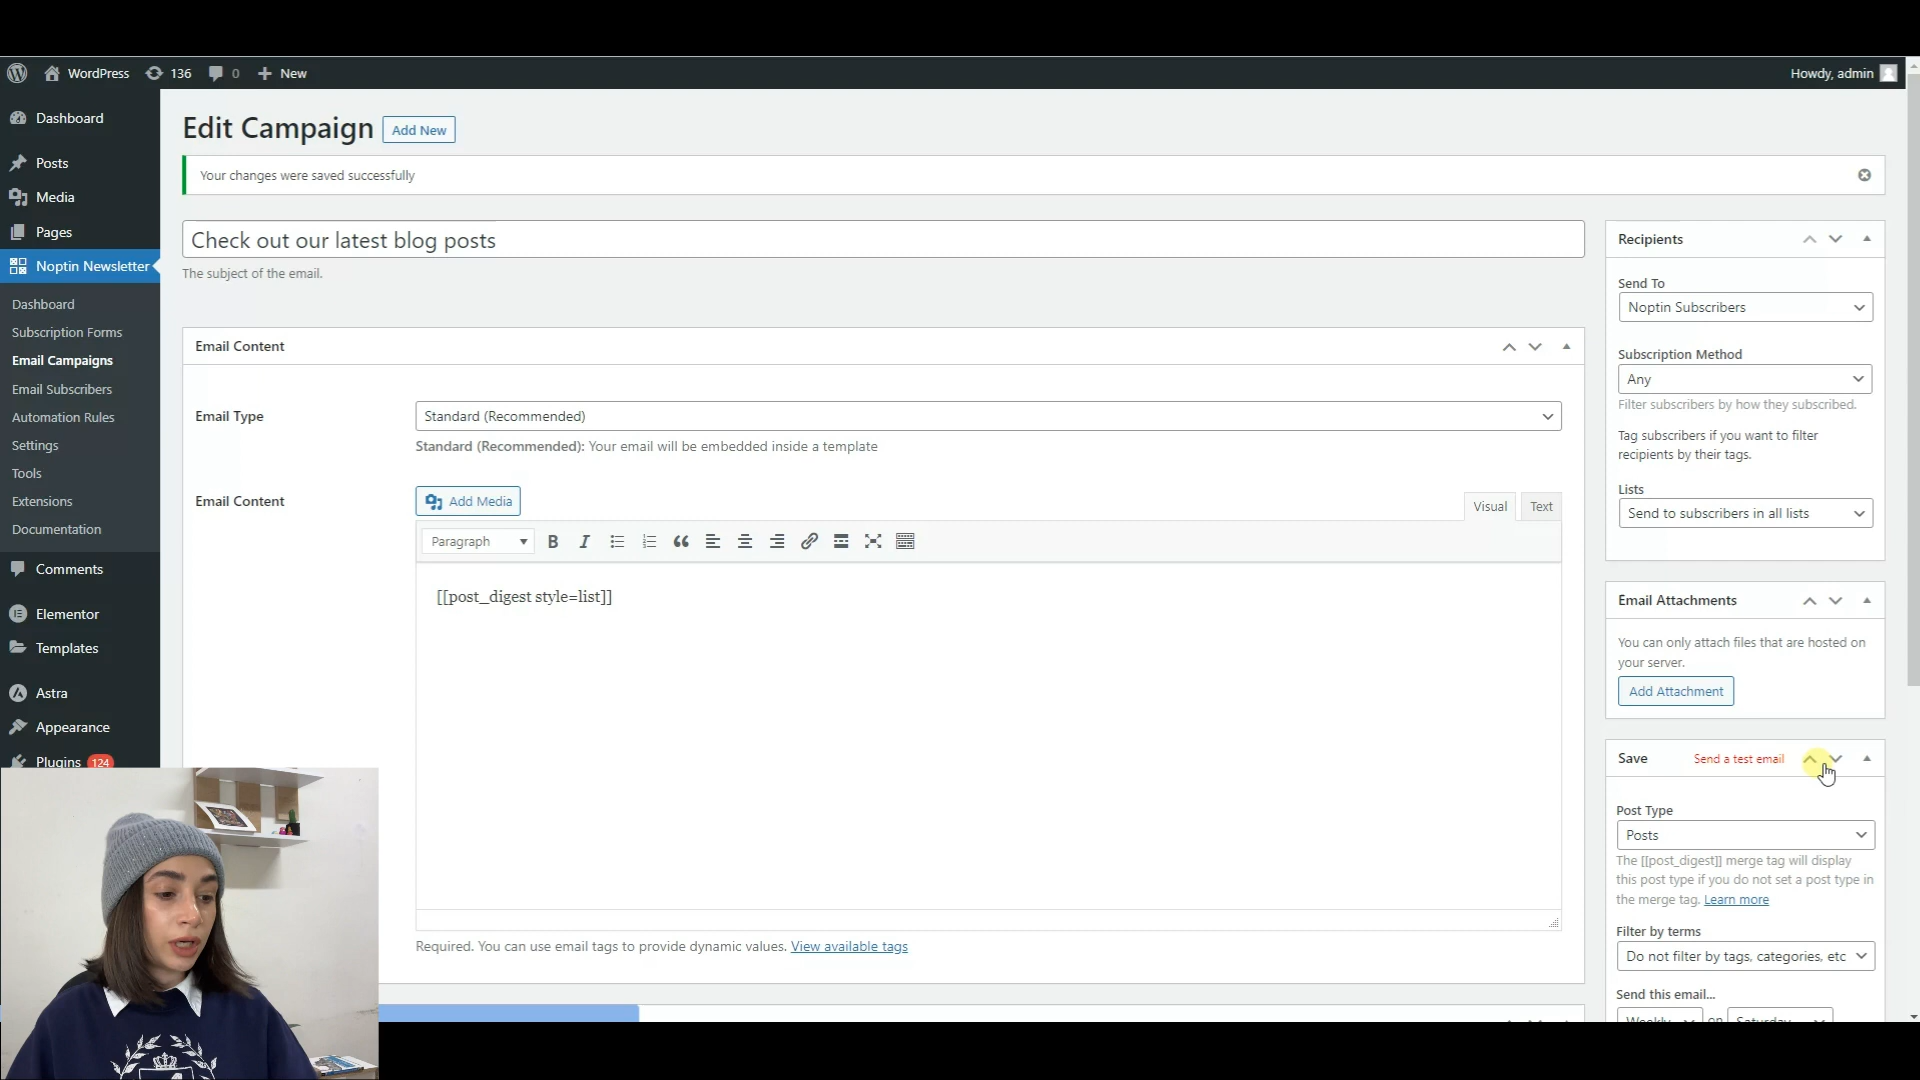 WordPress 136 0 New Howdy, admin
Dashboard
Posts
Media
Pages
Noptin Newsletter
Dashboard
Subscription Forms
Email Campaigns
Email Subscribers
Automation Rules
Settings
Tools
Extensions
Documentation
Comments
Elementor
Templates
Astra
Appearance
Plugins 124
Edit Campaign Add New
Your changes were saved successfully
Check out our latest blog posts
The subject of the email.
Email Content
Email Type Standard (Recommended)
Standard (Recommended): Your email will be embedded inside a template
Email Content Add Media Visual Text
Paragraph
[[post_digest style=list]]
Required. You can use email tags to provide dynamic values. View available tags
Recipients
Send To
Noptin Subscribers
Subscription Method
Any
Filter subscribers by how they subscribed.
Tag subscribers if you want to filter
recipients by their tags.
Lists
Send to subscribers in all lists
Email Attachments
You can only attach files that are hosted on
your server.
Add Attachment
Save Send a test email
Post Type
Posts
The [[post_digest]] merge tag will display
this post type if you do not set a post type in
the merge tag. Learn more
Filter by terms
Do not filter by tags, categories, etc
Send this email...
Weekly on Saturday